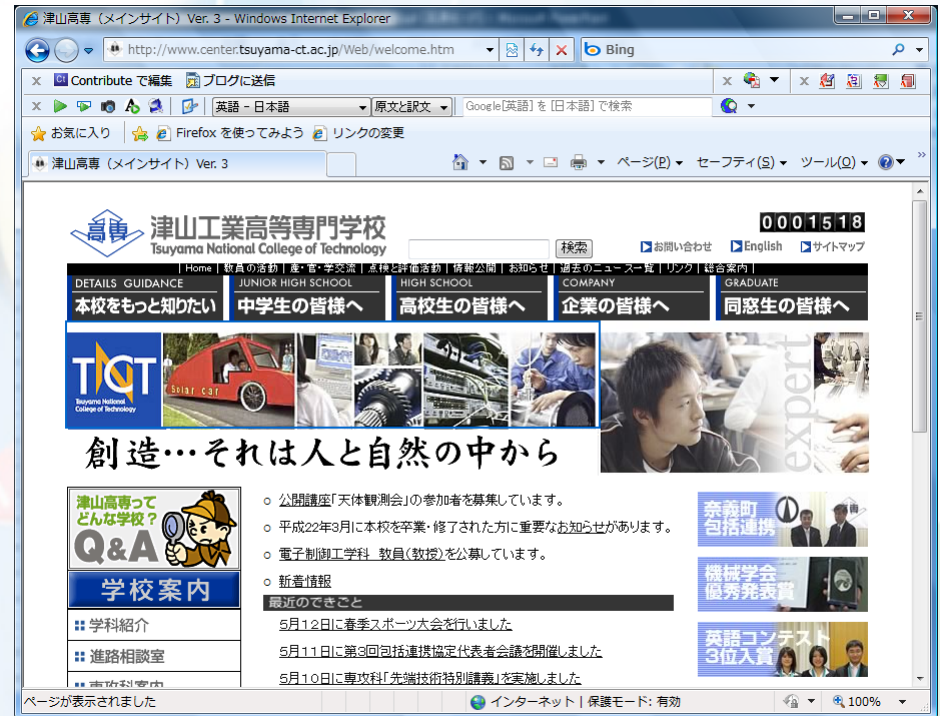 津山高専（メインサイト）Ver. 3 - Windows Internet Explorer
http://www.center.tsuyama-ct.ac.jp/Web/welcome.htm
Bing
Contribute で編集 ブログに送信
英語 - 日本語 原文と訳文 Google[英語] を [日本語] で検索
お気に入り Firefox を使ってみよう リンクの変更
津山高専（メインサイト）Ver. 3 ページ(P) セーフティ(S) ツール(O)
高専 津山工業高等専門学校
Tsuyama National College of Technology
検索
0001518
お問い合わせ English サイトマップ
Home | 教員の活動 | 産・官・学交流 | 点検と評価活動 | 情報公開 | お知らせ | 過去のニュース一覧 | リンク | 総合案内 |
DETAILS GUIDANCE JUNIOR HIGH SCHOOL HIGH SCHOOL COMPANY GRADUATE
本校をもっと知りたい 中学生の皆様へ 高校生の皆様へ 企業の皆様へ 同窓生の皆様へ
TNCT
Tsuyama National
College of Technology
Solar car
expert
創造…それは人と自然の中から
津山高専って
どんな学校？
Q&A
学校案内
学科紹介
進路相談室
専攻科案内
公開講座「天体観測会」の参加者を募集しています。
平成22年3月に本校を卒業・修了された方に重要なお知らせがあります。
電子制御工学科 教員(教授)を公募しています。
新着情報
最近のできごと
5月12日に春季スポーツ大会を行いました
5月11日に第3回包括連携協定代表者会議を開催しました
5月10日に専攻科「先端技術特別講義」を実施しました
奈義町
包括連携
機械学会
優秀発表賞
英語コンテスト
3位入賞
ページが表示されました インターネット | 保護モード: 有効 100%